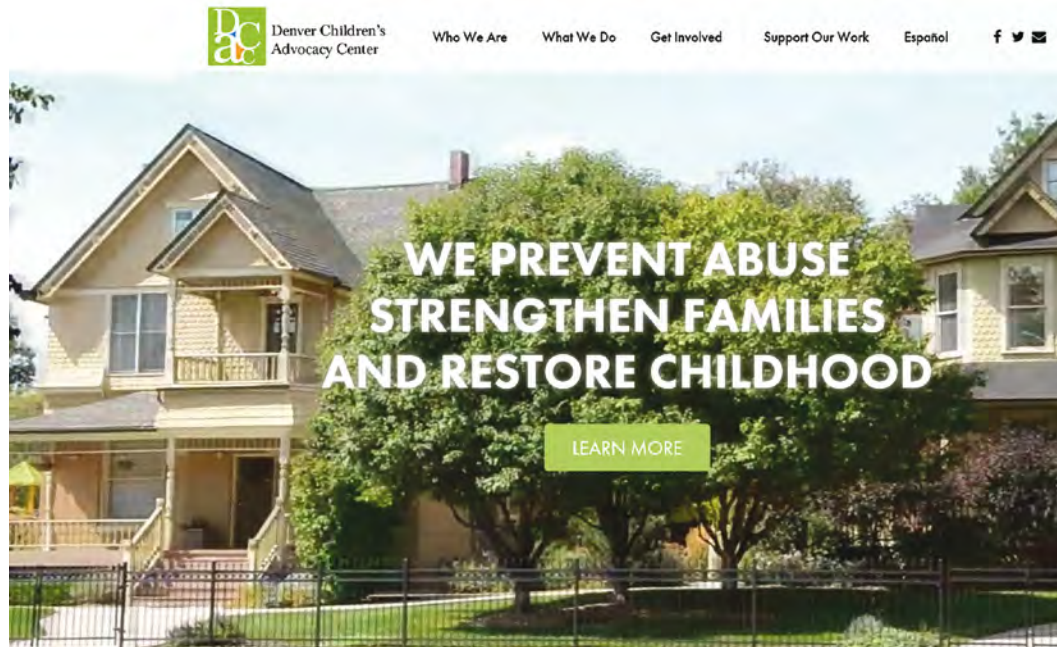 Dcac
Denver Children's
Advocacy Center
Who We Are
What We Do
Get Involved
Support Our Work
Español
WE PREVENT ABUSE
STRENGTHEN FAMILIES
AND RESTORE CHILDHOOD
LEARN MORE